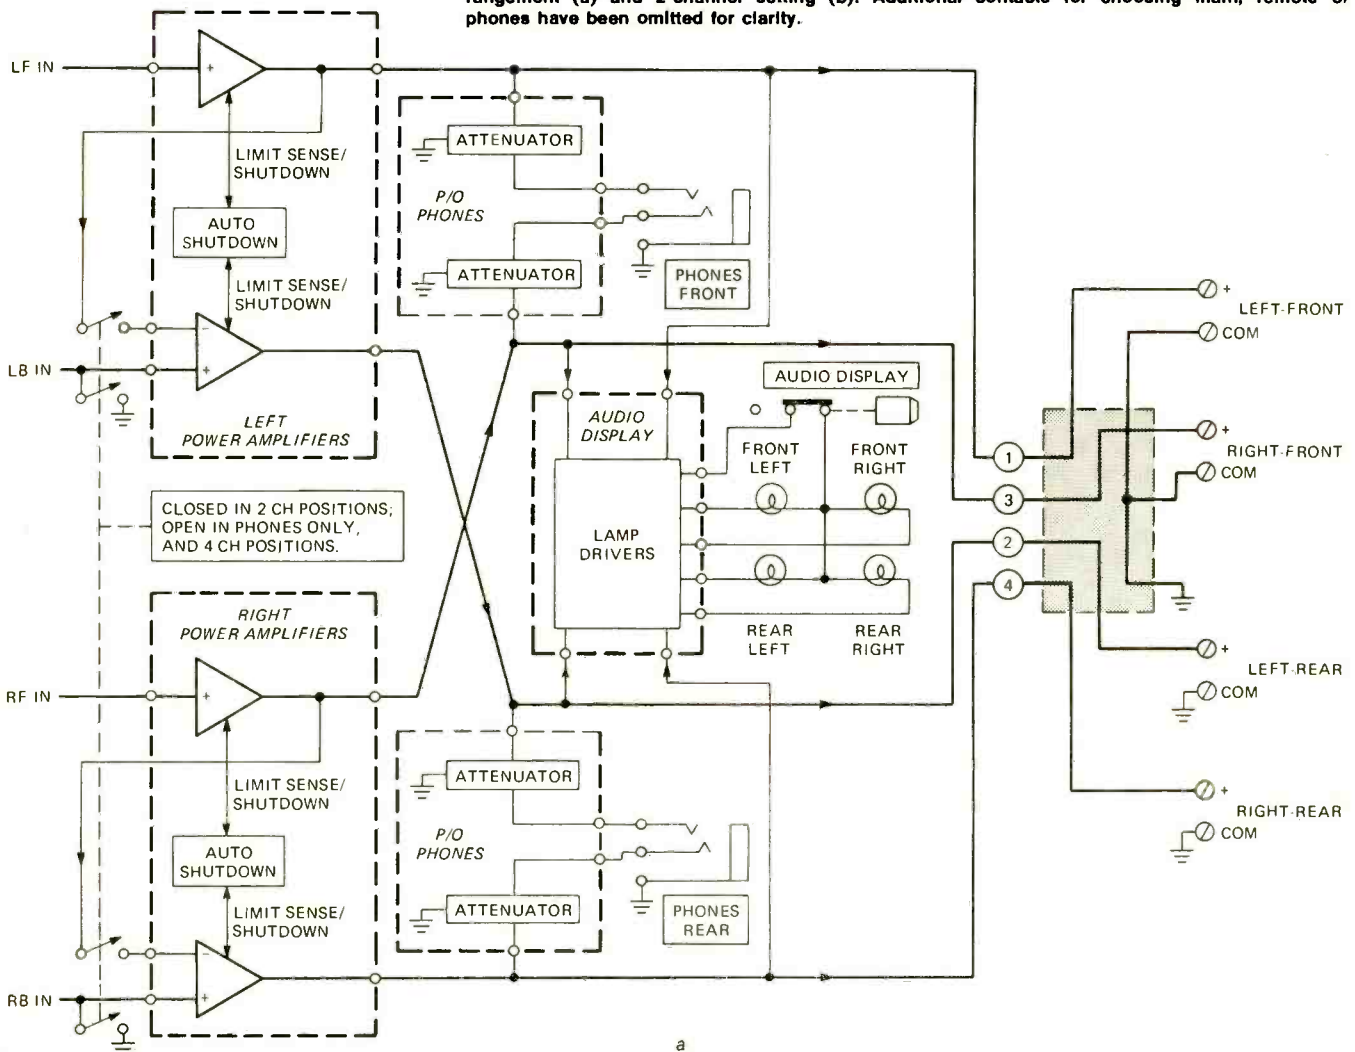 rangement (a) and 2-channel setting (b). Additional contacts for choosing main, remote or
phones have been omitted for clarity.
LF IN
+
LIMIT SENSE/
SHUTDOWN
AUTO
SHUTDOWN
LIMIT SENSE/
SHUTDOWN
-
LB IN
+
LEFT
POWER AMPLIFIERS
ATTENUATOR
P/O
PHONES
ATTENUATOR
PHONES
FRONT
AUDIO DISPLAY
AUDIO
DISPLAY
FRONT
LEFT
FRONT
RIGHT
LAMP
DRIVERS
REAR
LEFT
REAR
RIGHT
CLOSED IN 2 CH POSITIONS;
OPEN IN PHONES ONLY,
AND 4 CH POSITIONS.
1
3
2
4
+
LEFT-FRONT
COM
+
RIGHT-FRONT
COM
+
LEFT-REAR
COM
+
RIGHT-REAR
COM
RIGHT
POWER AMPLIFIERS
RF IN
+
LIMIT SENSE/
SHUTDOWN
AUTO
SHUTDOWN
LIMIT SENSE/
SHUTDOWN
-
RB IN
+
ATTENUATOR
P/O
PHONES
ATTENUATOR
PHONES
REAR
a